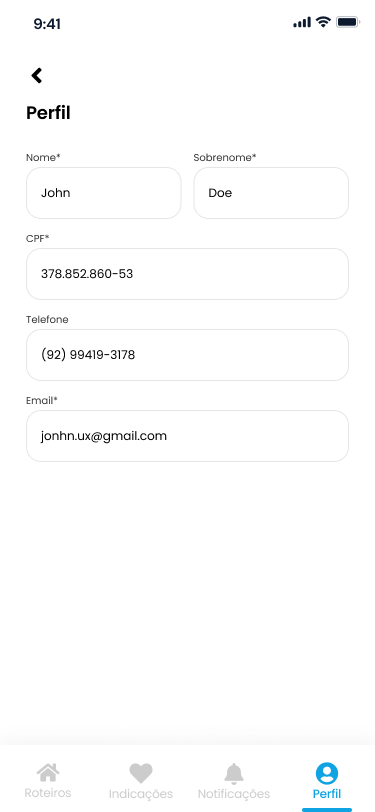 9:41
Perfil
Nome* Sobrenome*
John Doe
CPF*
378.852.860-53
Telefone
(92) 99419-3178
Email*
jonhn.ux@gmail.com
Roteiros Indicações Notificações Perfil